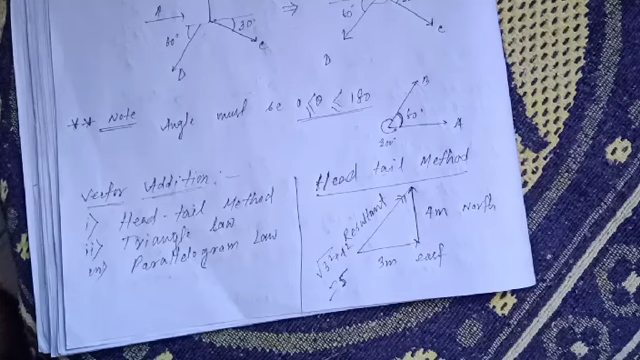 A
60°
30°
C
D
60°
C
D
** Note Angle must be 0 ≤ θ ≤ 180
B
60°
A
300°
Vector Addition :-
i) Head-tail Method
ii) Triangle law
iii) Parallelogram Law
Head tail Method
Resultant
4m North
3m east
√3²+4²
=5